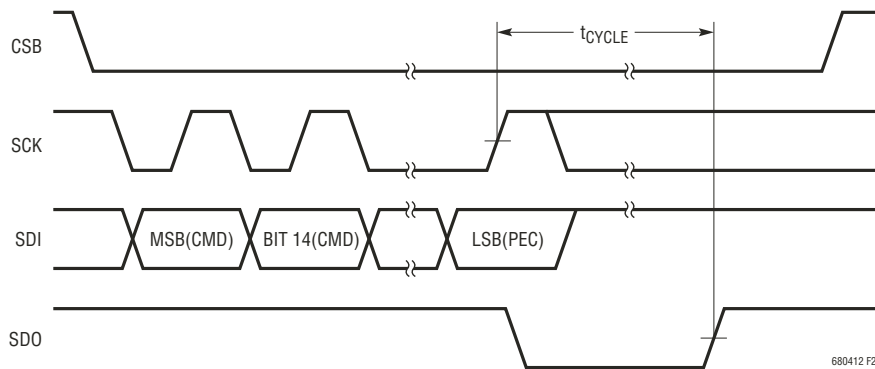 CSB
tCYCLE
SCK
SDI
MSB(CMD)
BIT 14(CMD)
LSB(PEC)
SDO
680412 F2